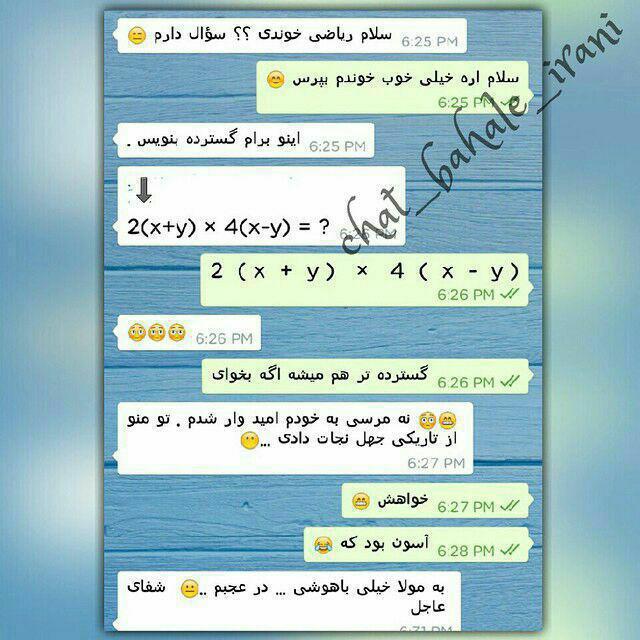 سلام ریاضی خوندی ؟؟ سؤال دارم 😑 6:25 PM
سلام اره خیلی خوب خوندم بپرس 😊
6:25 PM
اینو برام گسترده بنویس . 6:25 PM
⬇
2(x+y) × 4(x-y) = ?
2 ( x + y ) × 4 ( x - y )
6:26 PM
😳😳😳 6:26 PM
گسترده تر هم میشه اگه بخوای 6:26 PM
😁😳 نه مرسی به خودم امید وار شدم . تو منو
از تاریکی جهل نجات دادی ...😶
6:27 PM
خواهش 😁 6:27 PM
آسون بود که 😂 6:28 PM
به مولا خیلی باهوشی ... در عجبم ..😐 شفای
عاجل
chat_bahale_irani